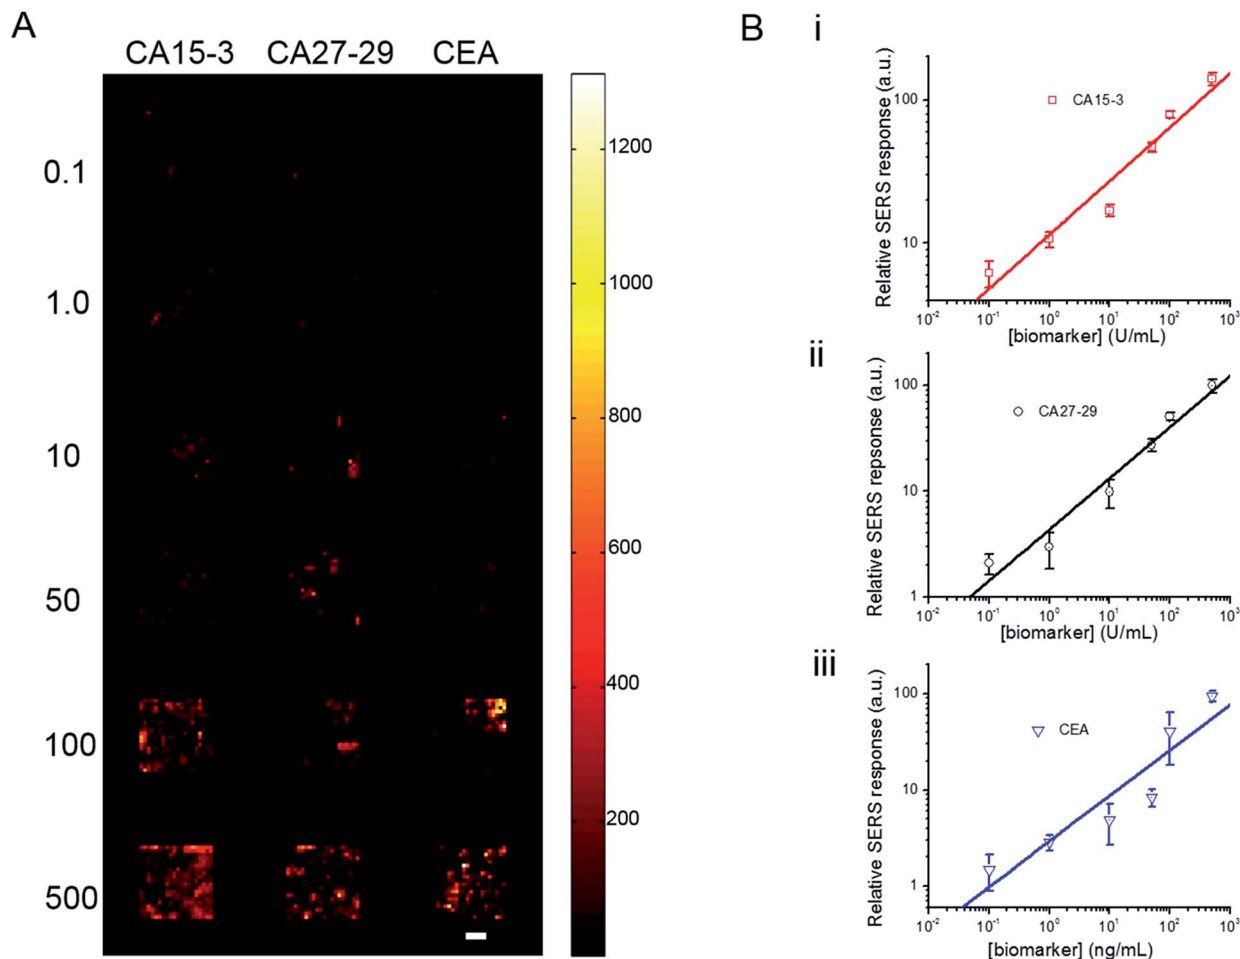 A
CA15-3 CA27-29 CEA
0.1
1.0
10
50
100
500
1200
1000
800
600
400
200
B
i
Relative SERS response (a.u.)
100
10
CA15-3
10⁻² 10⁻¹ 10⁰ 10¹ 10² 10³
[biomarker] (U/mL)
ii
Relative SERS repsonse (a.u.)
100
10
1
CA27-29
10⁻² 10⁻¹ 10⁰ 10¹ 10² 10³
[biomarker] (U/mL)
iii
Relative SERS response (a.u.)
100
10
1
CEA
10⁻² 10⁻¹ 10⁰ 10¹ 10² 10³
[biomarker] (ng/mL)